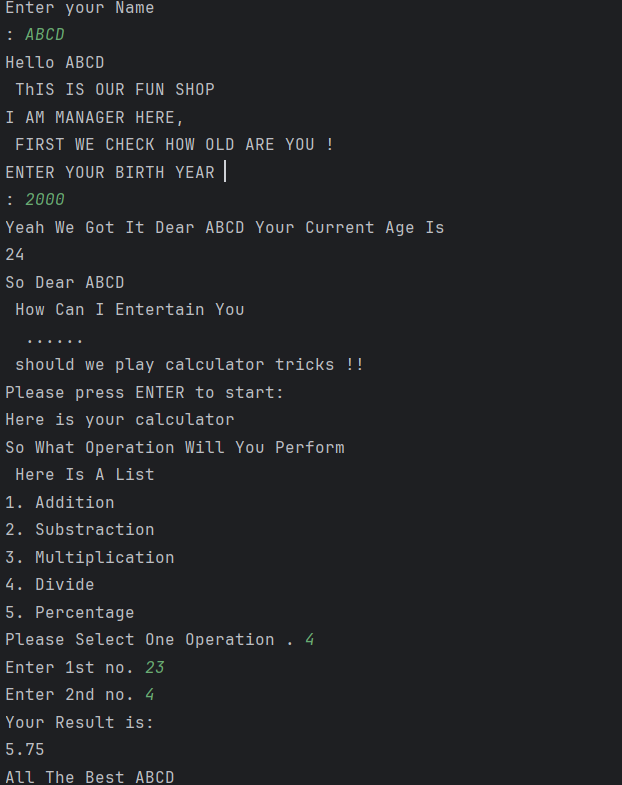 Enter your Name
: ABCD
Hello ABCD
ThIS IS OUR FUN SHOP
I AM MANAGER HERE,
FIRST WE CHECK HOW OLD ARE YOU !
ENTER YOUR BIRTH YEAR
: 2000
Yeah We Got It Dear ABCD Your Current Age Is
24
So Dear ABCD
How Can I Entertain You
......
should we play calculator tricks !!
Please press ENTER to start:
Here is your calculator
So What Operation Will You Perform
Here Is A List
1. Addition
2. Substraction
3. Multiplication
4. Divide
5. Percentage
Please Select One Operation . 4
Enter 1st no. 23
Enter 2nd no. 4
Your Result is:
5.75
All The Best ABCD